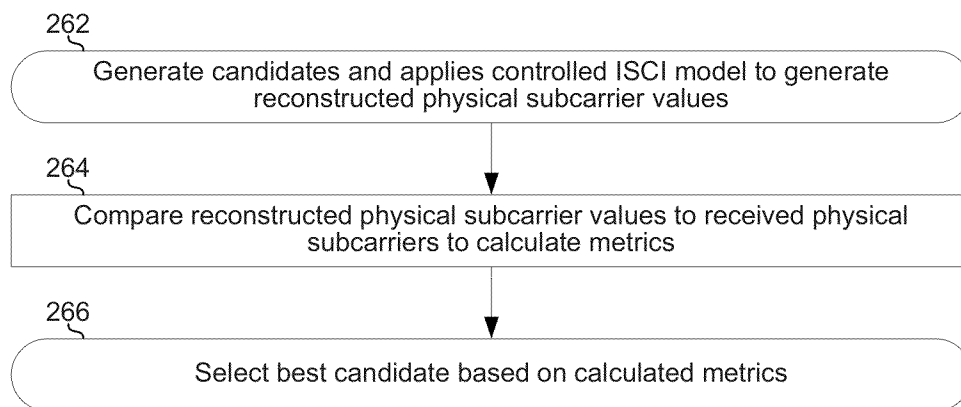 262
Generate candidates and applies controlled ISCI model to generate
reconstructed physical subcarrier values
264
Compare reconstructed physical subcarrier values to received physical
subcarriers to calculate metrics
266
Select best candidate based on calculated metrics